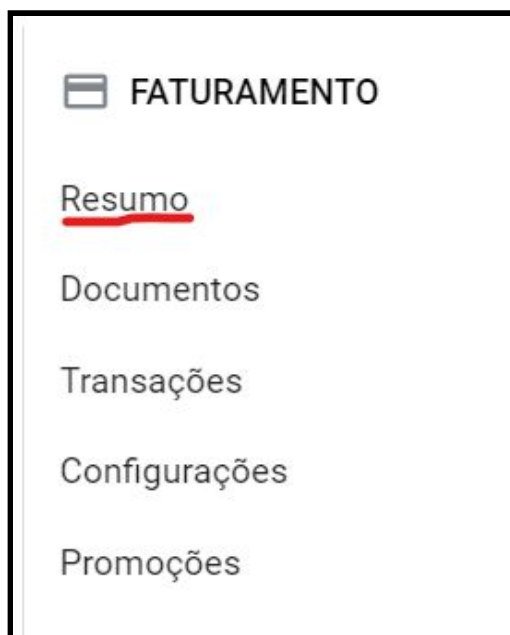 FATURAMENTO
Resumo
Documentos
Transações
Configurações
Promoções